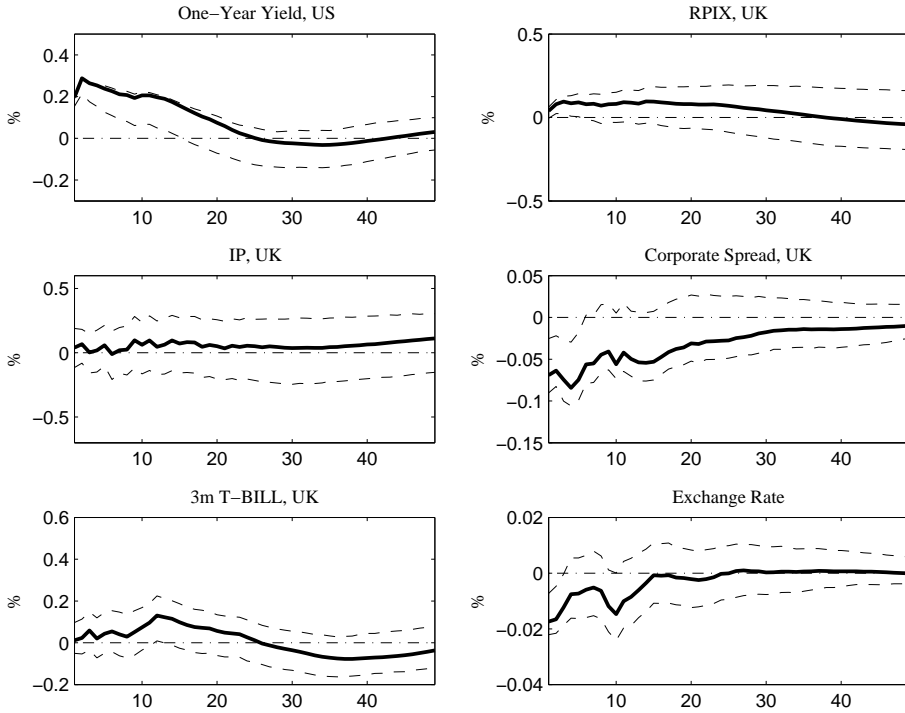 One−Year Yield, US
RPIX, UK
0.4
0.2
0
−0.2
%
10 20 30 40
0.5
0
−0.5
%
10 20 30 40
IP, UK
Corporate Spread, UK
0.5
0
−0.5
%
10 20 30 40
0.05
0
−0.05
−0.1
−0.15
%
10 20 30 40
3m T−BILL, UK
Exchange Rate
0.6
0.4
0.2
0
−0.2
%
10 20 30 40
0.02
0
−0.02
−0.04
%
10 20 30 40